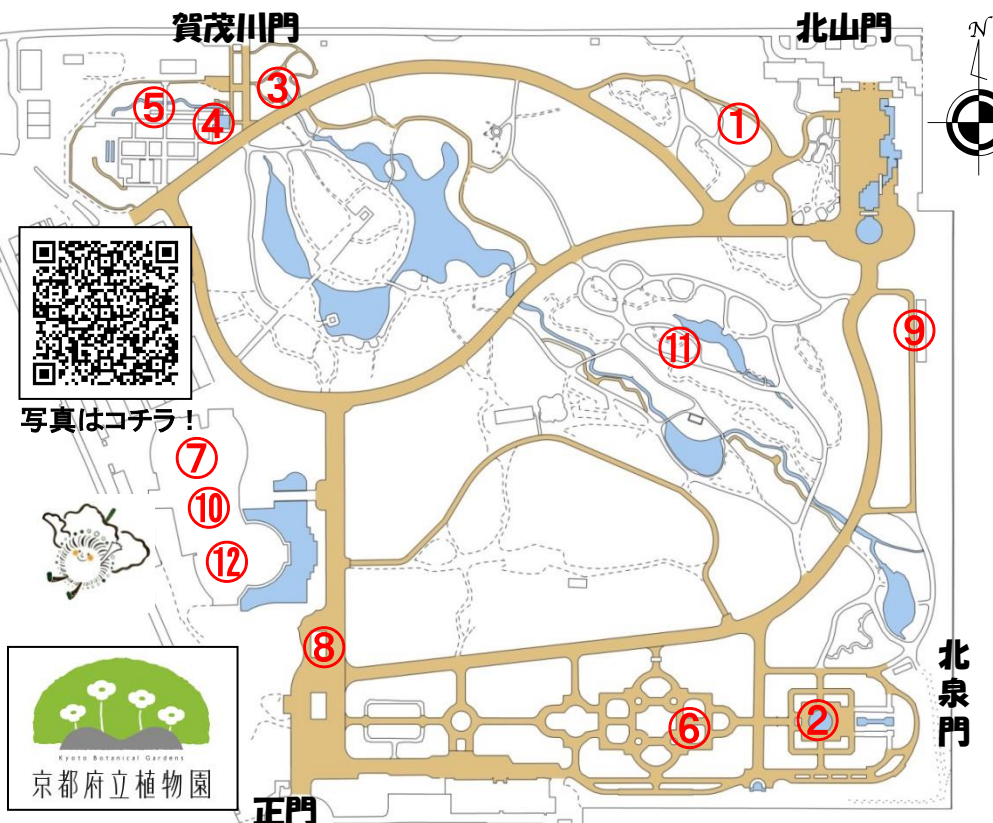 賀茂川門
北山門
N
③
⑤
④
①
⑨
⑪
写真はコチラ！
⑦
⑩
⑫
⑧
北泉門
⑥
②
Kyoto Botanical Gardens
京都府立植物園
正門